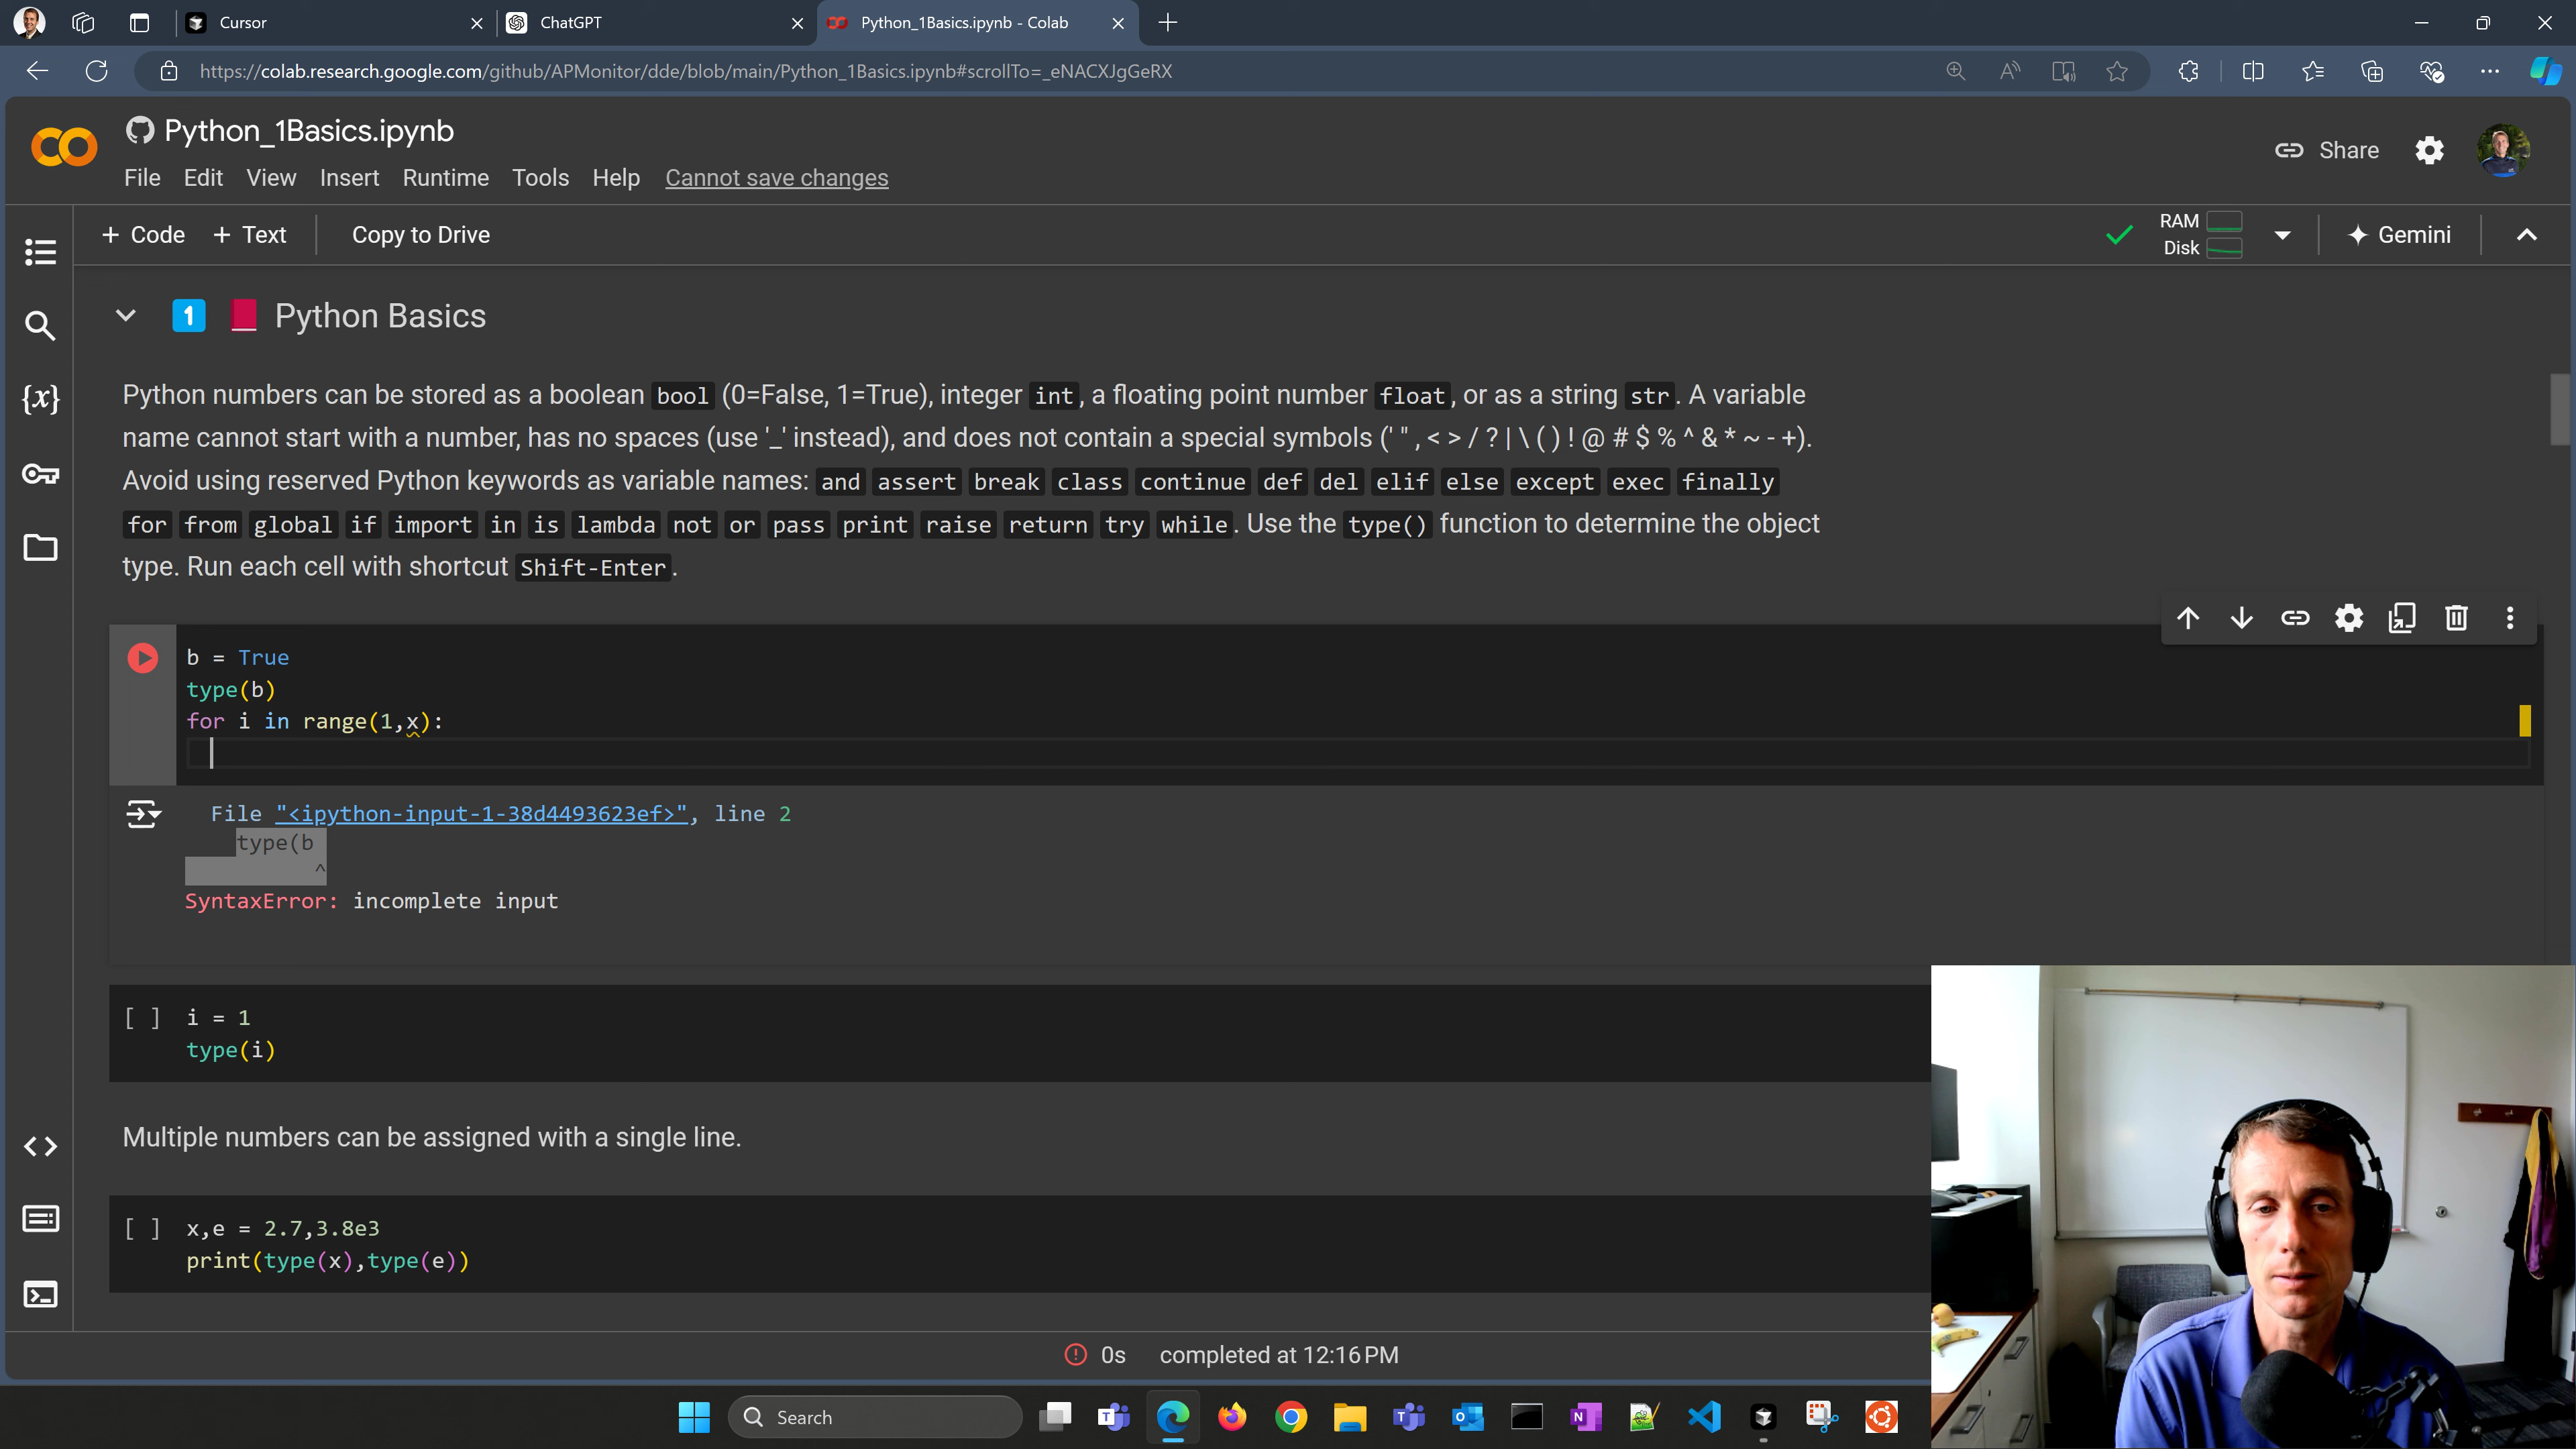 Cursor
ChatGPT
Python_1Basics.ipynb - Colab
https://colab.research.google.com/github/APMonitor/dde/blob/main/Python_1Basics.ipynb#scrollTo=_eNACXJgGeRX
Python_1Basics.ipynb
File Edit View Insert Runtime Tools Help Cannot save changes
Share
+ Code + Text Copy to Drive
RAM
Disk
Gemini
1 Python Basics
Python numbers can be stored as a boolean bool (0=False, 1=True), integer int, a floating point number float, or as a string str. A variable
name cannot start with a number, has no spaces (use '_' instead), and does not contain a special symbols (' " , < > / ? | \ ( ) ! @ # $ % ^ & * ~ - +).
Avoid using reserved Python keywords as variable names: and assert break class continue def del elif else except exec finally
for from global if import in is lambda not or pass print raise return try while. Use the type() function to determine the object
type. Run each cell with shortcut Shift-Enter.
b = True
type(b)
for i in range(1,x):
File "<ipython-input-1-38d4493623ef>", line 2
type(b
^
SyntaxError: incomplete input
[ ] i = 1
type(i)
Multiple numbers can be assigned with a single line.
[ ] x,e = 2.7,3.8e3
print(type(x),type(e))
0s completed at 12:16 PM
Search